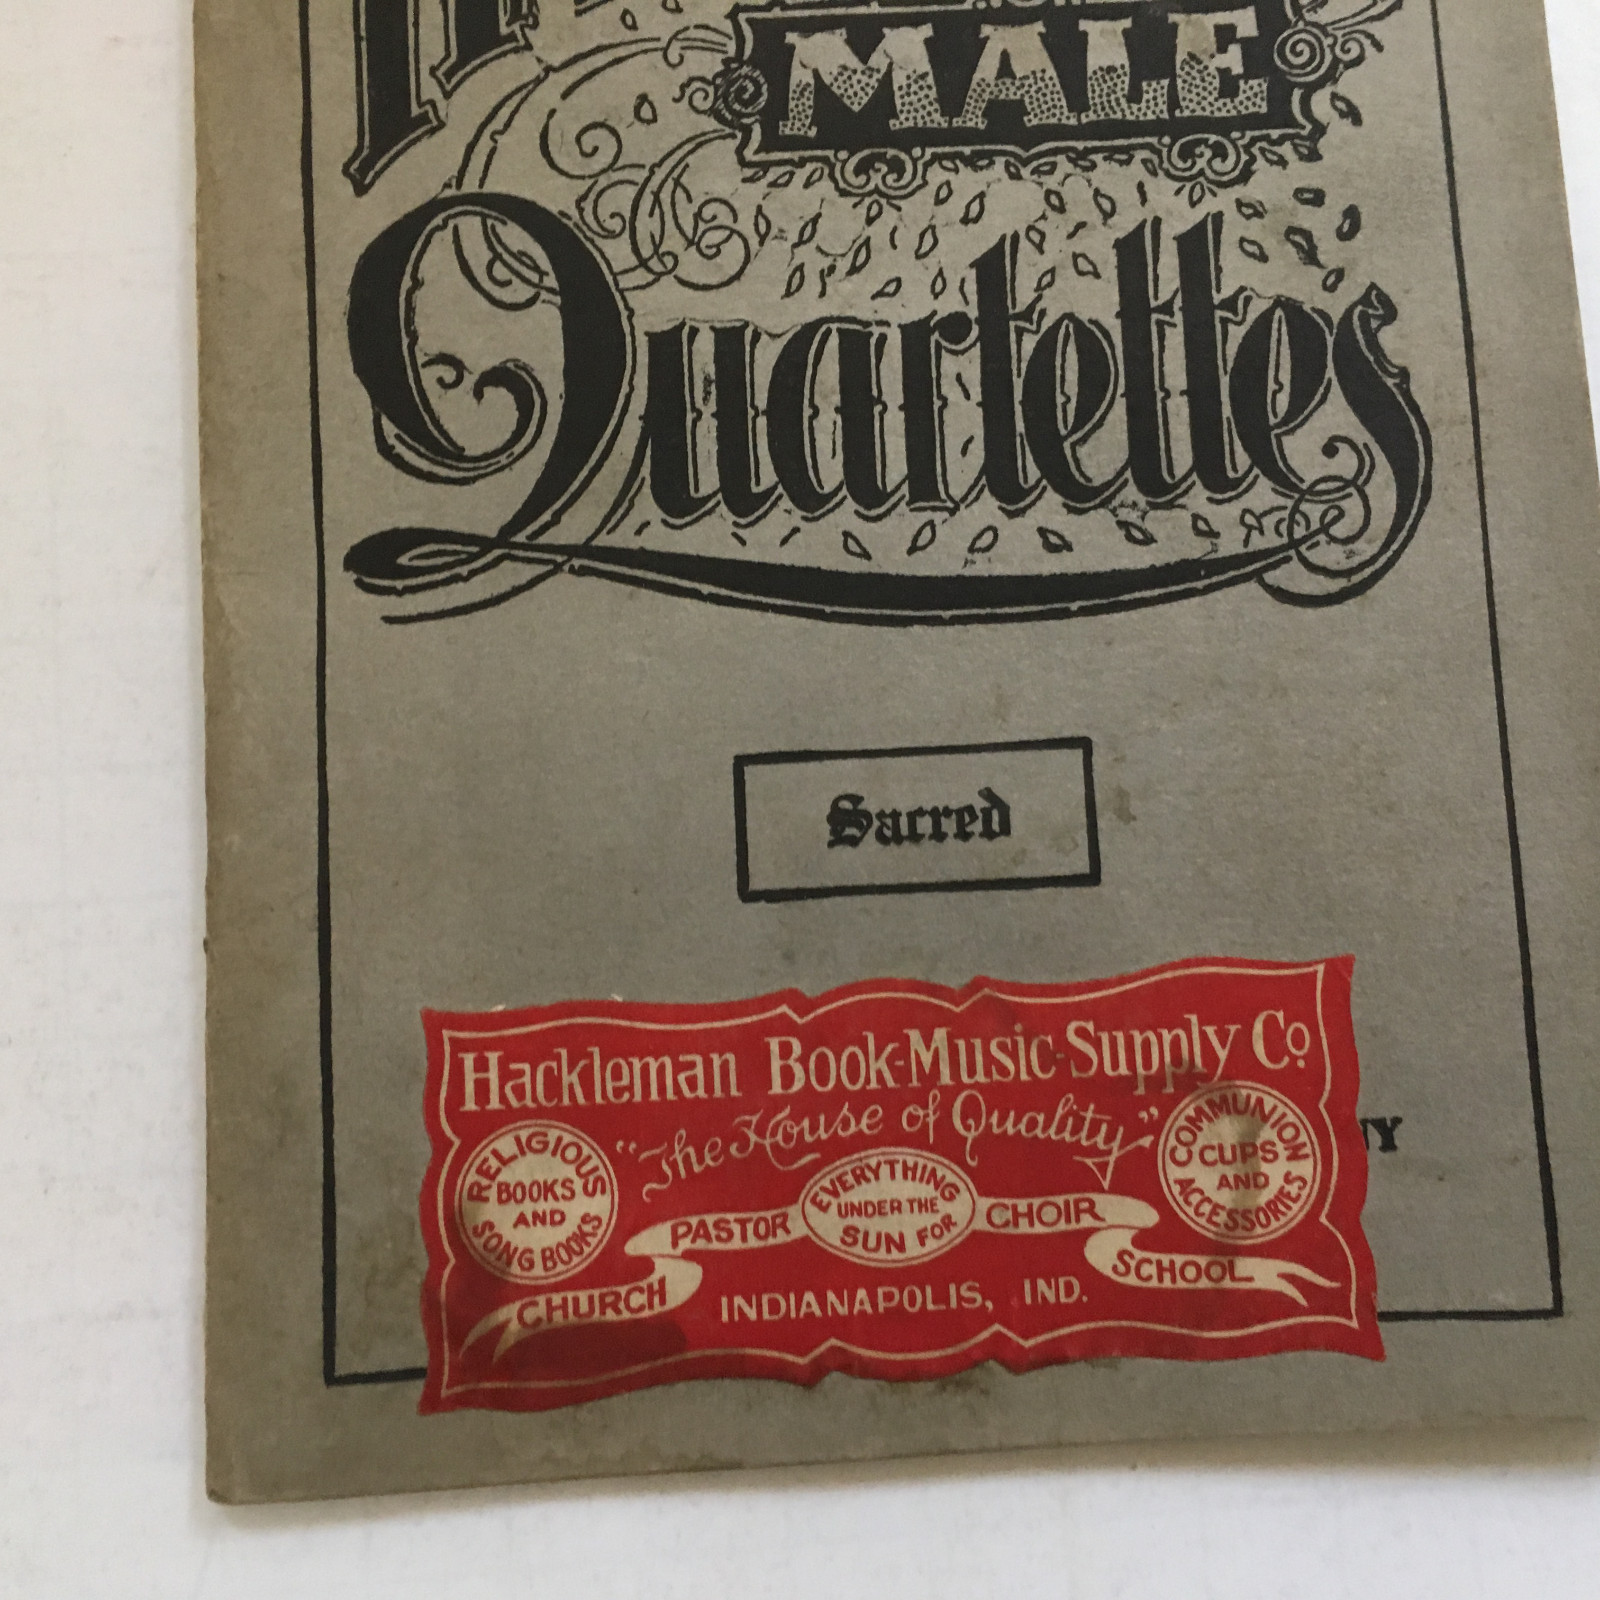 MALE
Quartettes
Sacred
Hackleman Book-Music-Supply Co.
"The House of Quality"
RELIGIOUS
BOOKS
AND
SONG BOOKS
COMMUNION
CUPS
AND
ACCESSORIES
EVERYTHING
UNDER THE
SUN FOR
CHURCH PASTOR CHOIR SCHOOL
INDIANAPOLIS, IND.